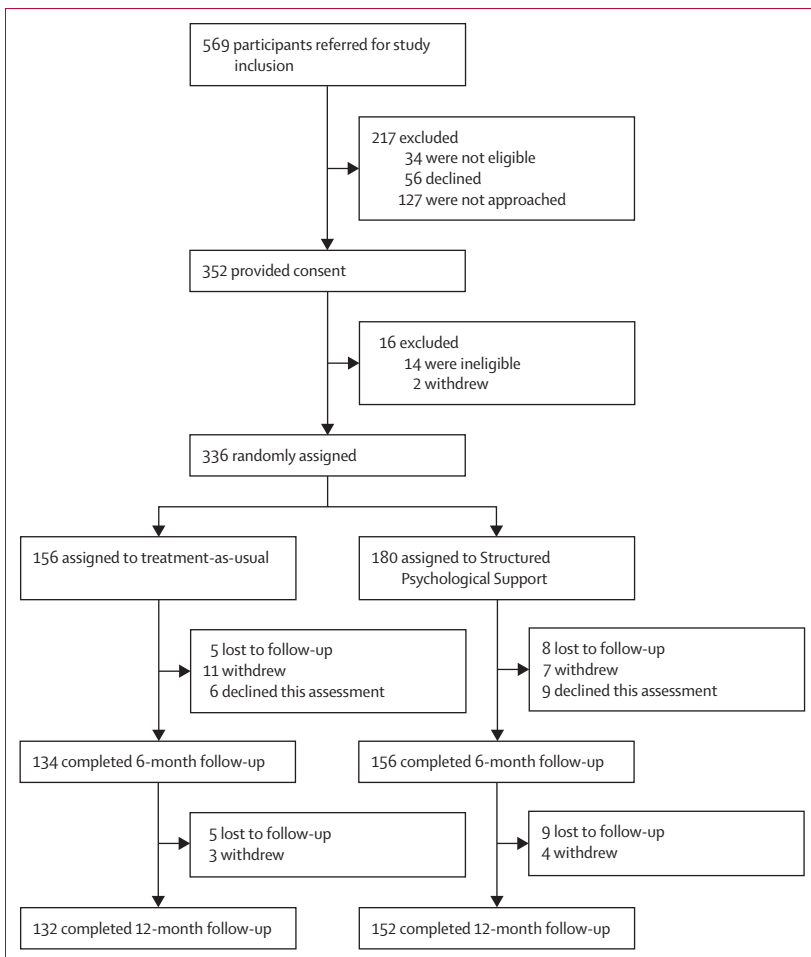 569 participants referred for study
inclusion
217 excluded
34 were not eligible
56 declined
127 were not approached
352 provided consent
16 excluded
14 were ineligible
2 withdrew
336 randomly assigned
156 assigned to treatment-as-usual
180 assigned to Structured
Psychological Support
5 lost to follow-up
11 withdrew
6 declined this assessment
8 lost to follow-up
7 withdrew
9 declined this assessment
134 completed 6-month follow-up
156 completed 6-month follow-up
5 lost to follow-up
3 withdrew
9 lost to follow-up
4 withdrew
132 completed 12-month follow-up
152 completed 12-month follow-up